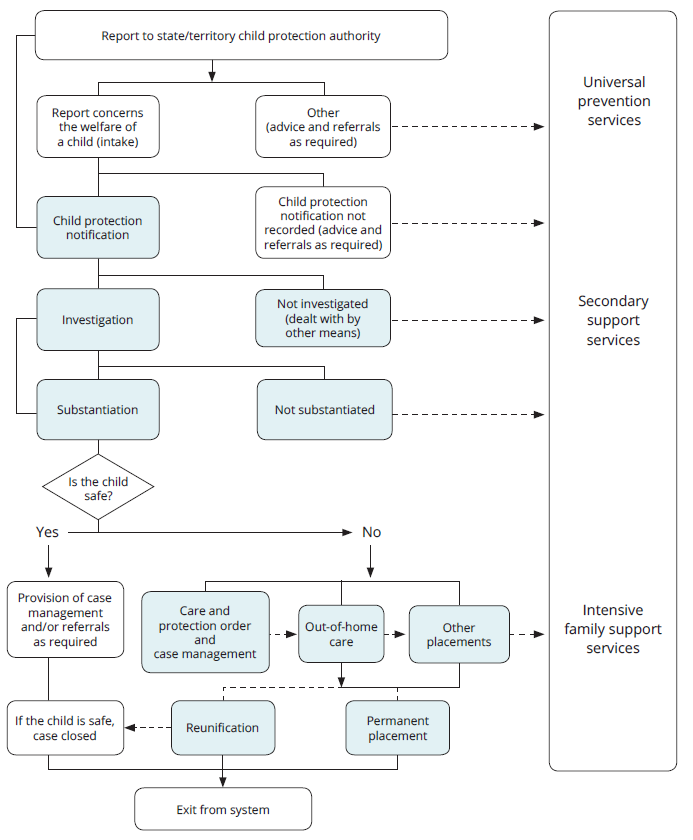 Report to state/territory child protection authority
Report concerns
the welfare of
a child (intake)
Other
(advice and referrals
as required)
Universal
prevention
services
Child protection
notification
Child protection
notification not
recorded (advice and
referrals as required)
Investigation
Not investigated
(dealt with by
other means)
Secondary
support
services
Substantiation
Not substantiated
Is the child
safe?
Yes
No
Provision of case
management
and/or referrals
as required
Care and
protection order
and
case management
Out-of-home
care
Other
placements
Intensive
family support
services
If the child is safe,
case closed
Reunification
Permanent
placement
Exit from system